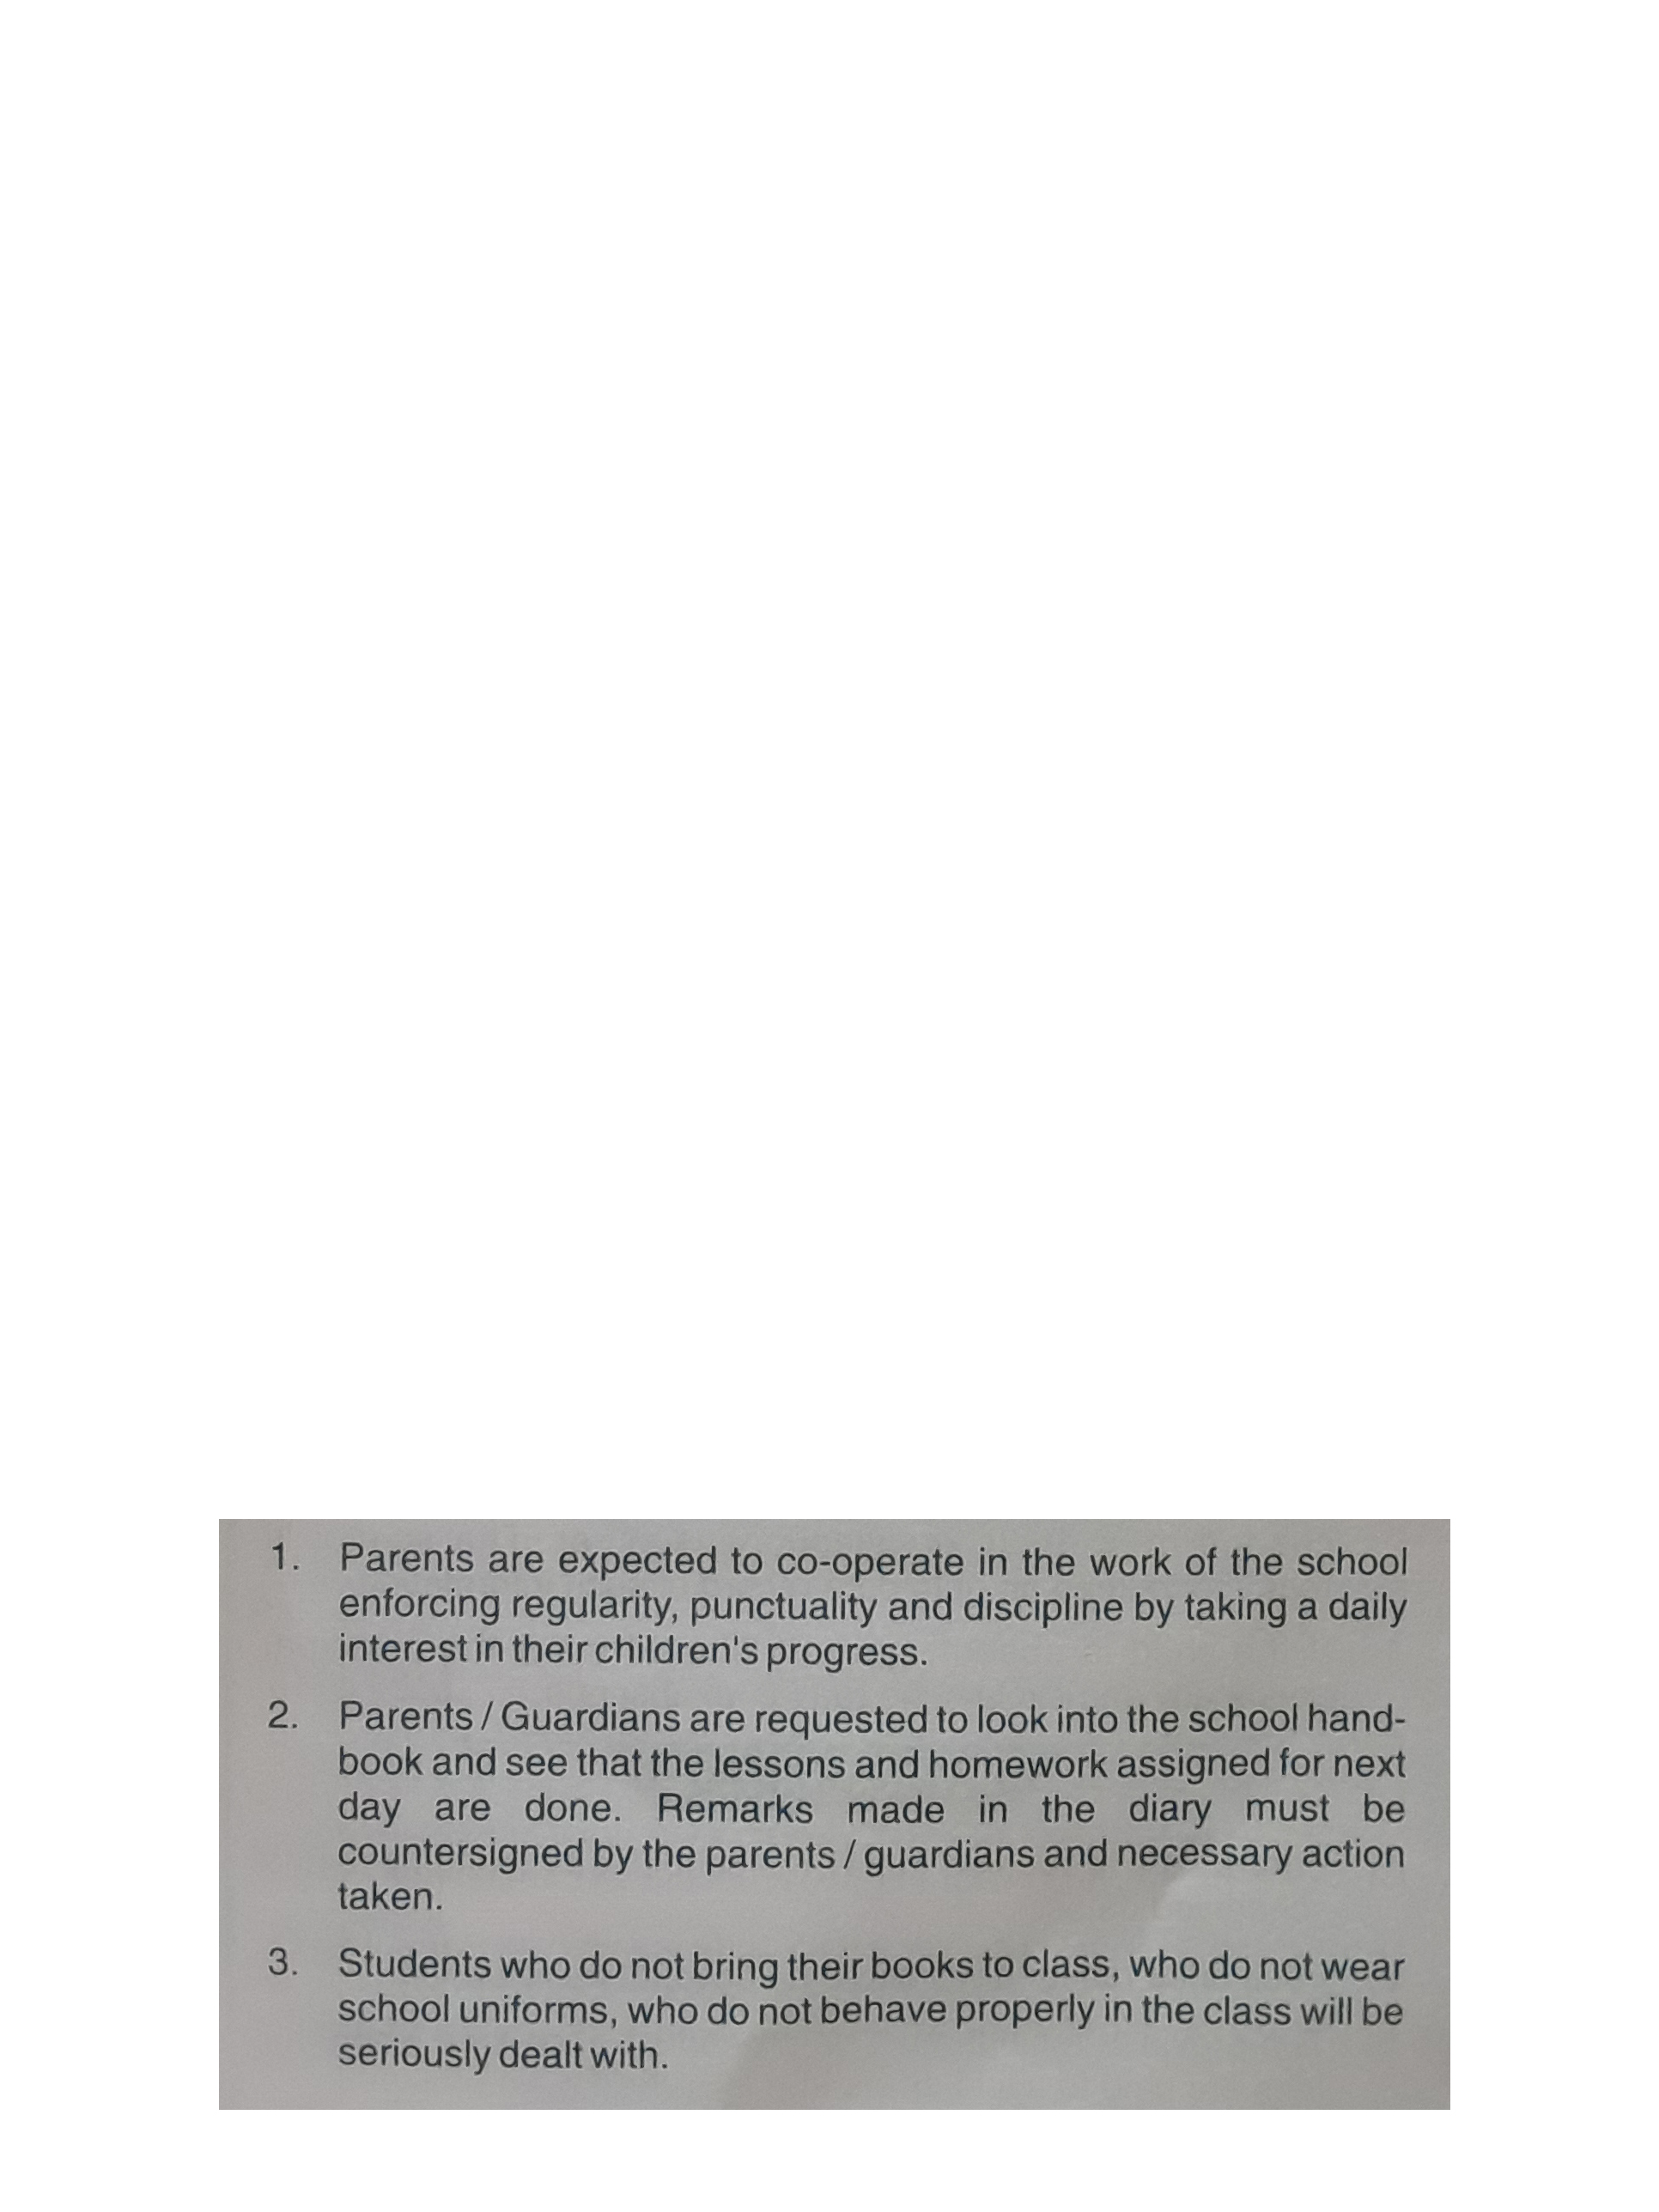 1. Parents are expected to co-operate in the work of the school
enforcing regularity, punctuality and discipline by taking a daily
interest in their children's progress.
2. Parents / Guardians are requested to look into the school hand-
book and see that the lessons and homework assigned for next
day are done. Remarks made in the diary must be
countersigned by the parents / guardians and necessary action
taken.
3. Students who do not bring their books to class, who do not wear
school uniforms, who do not behave properly in the class will be
seriously dealt with.